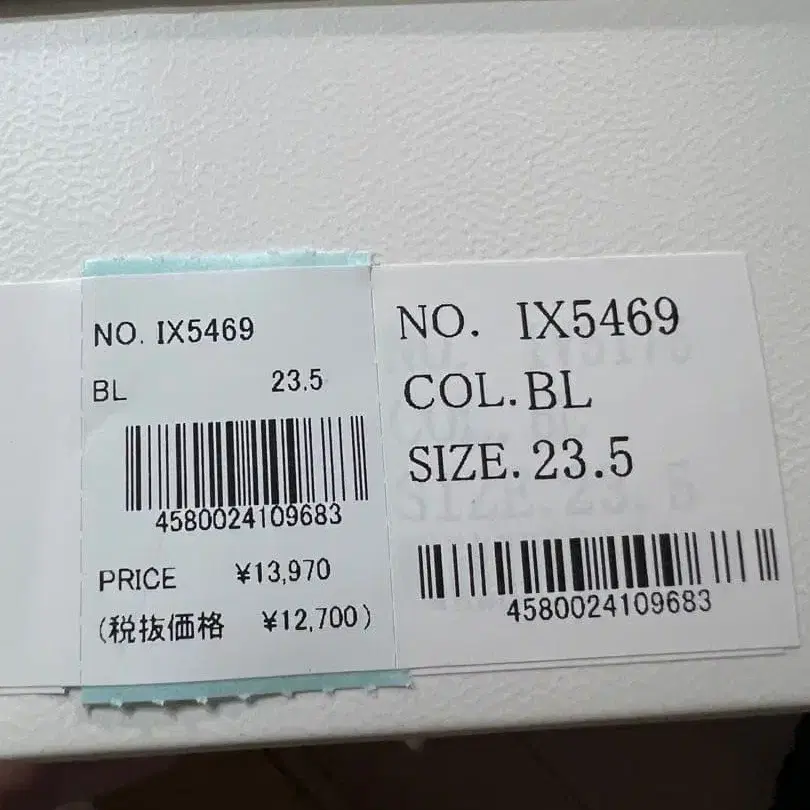 NO. IX5469
BL 23.5
4580024109683
PRICE ¥13,970
(税抜価格 ¥12,700)
NO. IX5469
COL.BL
SIZE.23.5
4580024109683